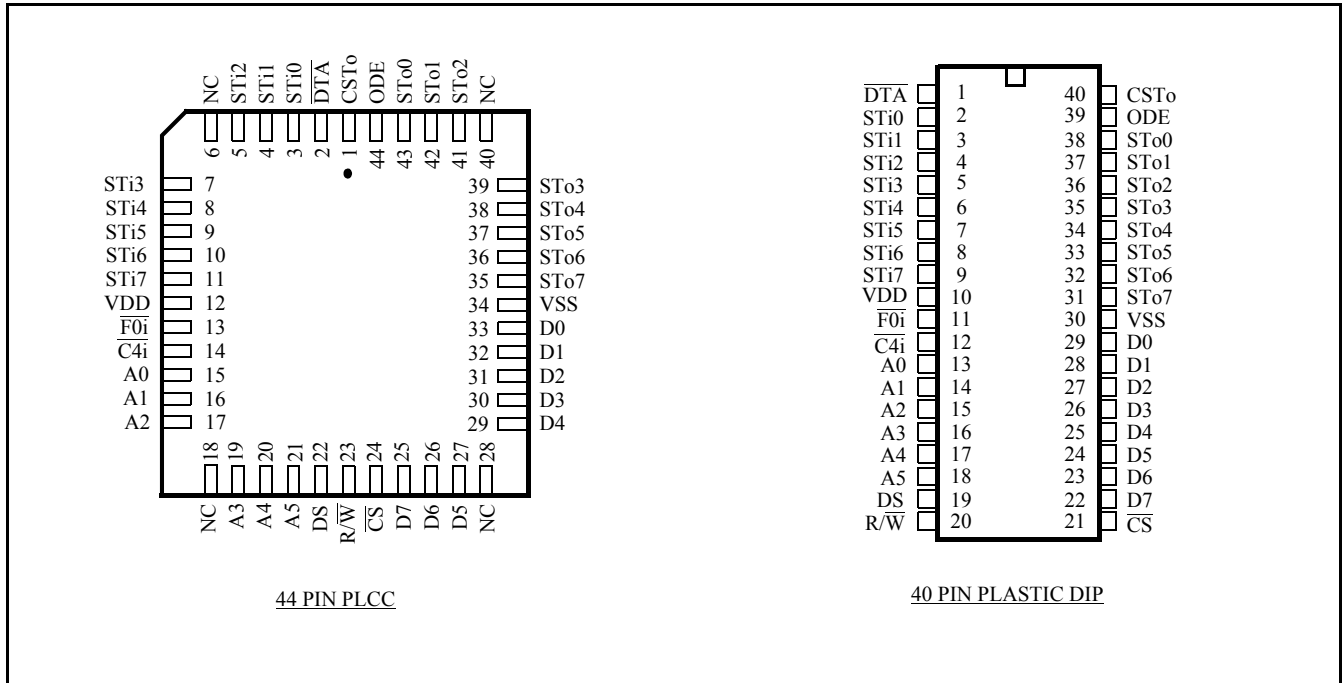 NC STi2 STi1 STi0 D̅T̅A̅ CSTo ODE STo0 STo1 STo2 NC
6 5 4 3 2 1 44 43 42 41 40
STi3 7 39 STo3
STi4 8 38 STo4
STi5 9 37 STo5
STi6 10 36 STo6
STi7 11 35 STo7
VDD 12 34 VSS
F̅0̅i̅ 13 33 D0
C̅4̅i̅ 14 32 D1
A0 15 31 D2
A1 16 30 D3
A2 17 29 D4
18 19 20 21 22 23 24 25 26 27 28
NC A3 A4 A5 DS R/W̅ C̅S̅ D7 D6 D5 NC
44 PIN PLCC
D̅T̅A̅ 1 40 CSTo
STi0 2 39 ODE
STi1 3 38 STo0
STi2 4 37 STo1
STi3 5 36 STo2
STi4 6 35 STo3
STi5 7 34 STo4
STi6 8 33 STo5
STi7 9 32 STo6
VDD 10 31 STo7
F̅0̅i̅ 11 30 VSS
C̅4̅i̅ 12 29 D0
A0 13 28 D1
A1 14 27 D2
A2 15 26 D3
A3 16 25 D4
A4 17 24 D5
A5 18 23 D6
DS 19 22 D7
R/W̅ 20 21 C̅S̅
40 PIN PLASTIC DIP